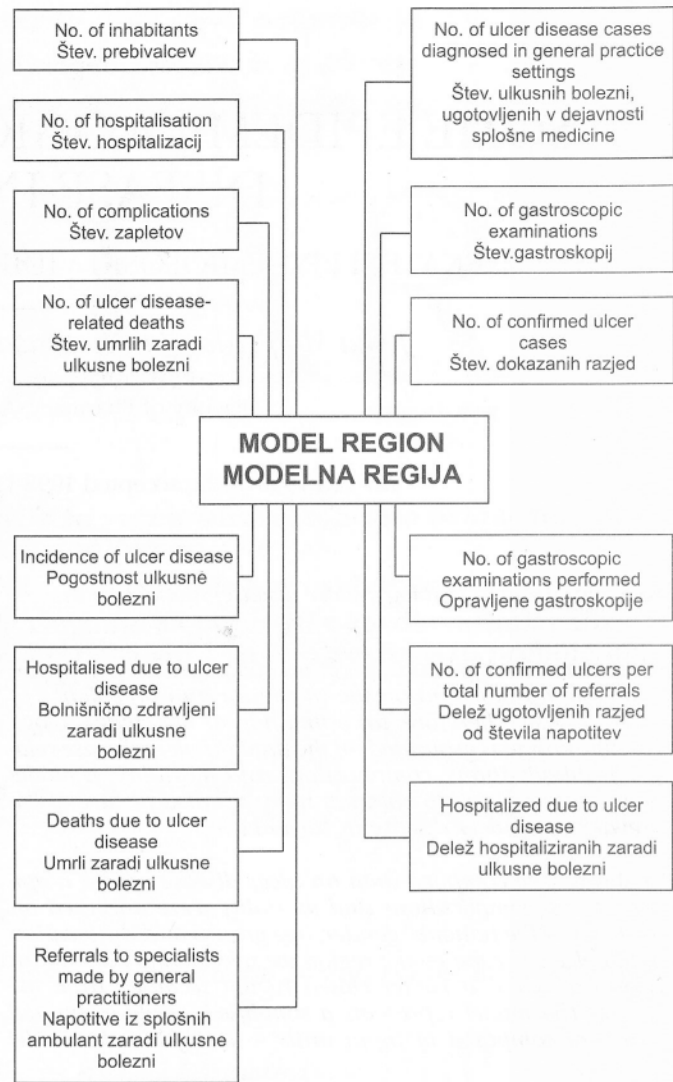 No. of inhabitants
Štev. prebivalcev
No. of hospitalisation
Štev. hospitalizacij
No. of complications
Štev. zapletov
No. of ulcer disease-
related deaths
Štev. umrlih zaradi
ulkusne bolezni
No. of ulcer disease cases
diagnosed in general practice
settings
Štev. ulkusnih bolezni,
ugotovljenih v dejavnosti
splošne medicine
No. of gastroscopic
examinations
Štev.gastroskopij
No. of confirmed ulcer
cases
Štev. dokazanih razjed
MODEL REGION
MODELNA REGIJA
Incidence of ulcer disease
Pogostnost ulkusne
bolezni
Hospitalised due to ulcer
disease
Bolnišnično zdravljeni
zaradi ulkusne
bolezni
Deaths due to ulcer
disease
Umrli zaradi ulkusne
bolezni
Referrals to specialists
made by general
practitioners
Napotitve iz splošnih
ambulant zaradi ulkusne
bolezni
No. of gastroscopic
examinations performed
Opravljene gastroskopije
No. of confirmed ulcers per
total number of referrals
Delež ugotovljenih razjed
od števila napotitev
Hospitalized due to ulcer
disease
Delež hospitaliziranih zaradi
ulkusne bolezni